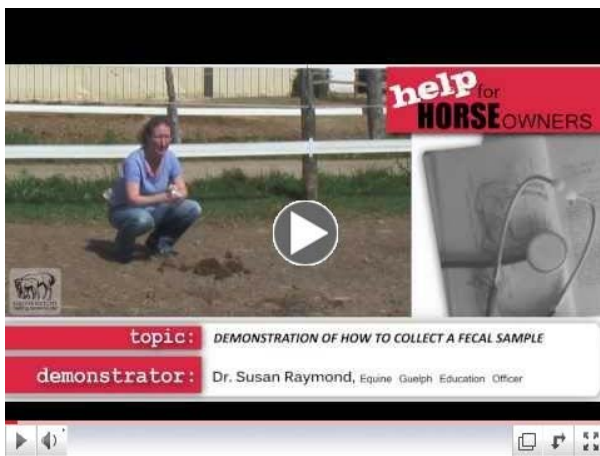 help for
HORSE OWNERS
topic: DEMONSTRATION OF HOW TO COLLECT A FECAL SAMPLE
demonstrator: Dr. Susan Raymond, Equine Guelph Education Officer